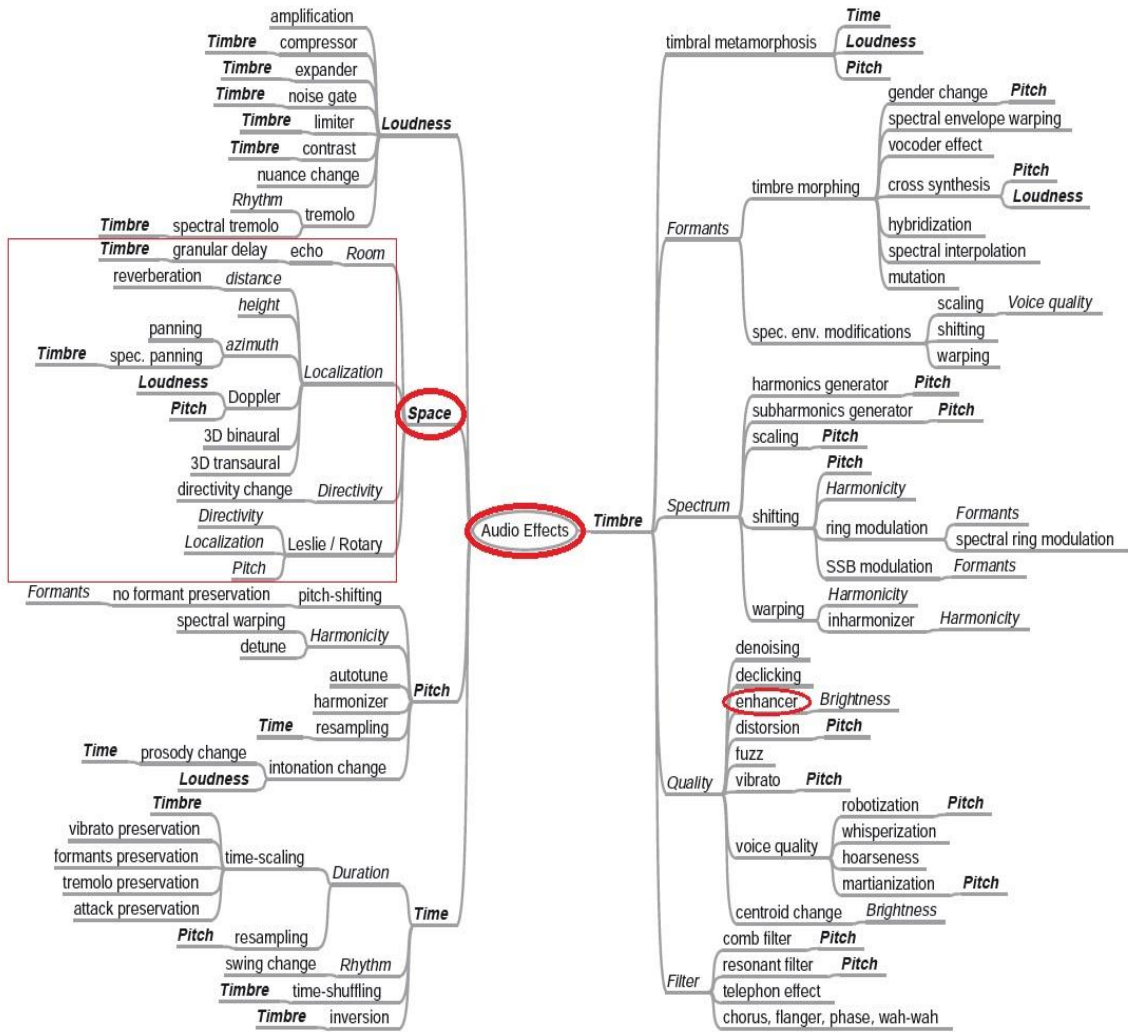 Audio Effects
Loudness
amplification
compressor
Timbre
expander
Timbre
noise gate
Timbre
limiter
Timbre
contrast
Timbre
nuance change
tremolo
Rhythm
spectral tremolo
Timbre
Space
Room
echo
granular delay
Timbre
Localization
distance
reverberation
height
azimuth
panning
spec. panning
Timbre
Doppler
Loudness
Pitch
3D binaural
3D transaural
Directivity
directivity change
Leslie / Rotary
Directivity
Localization
Pitch
Pitch
pitch-shifting
no formant preservation
Formants
Harmonicity
spectral warping
detune
autotune
harmonizer
resampling
Time
intonation change
prosody change
Time
Loudness
Time
Duration
time-scaling
Timbre
vibrato preservation
formants preservation
tremolo preservation
attack preservation
resampling
Pitch
Rhythm
swing change
time-shuffling
Timbre
inversion
Timbre
Timbre
timbral metamorphosis
Time
Loudness
Pitch
Formants
timbre morphing
gender change
Pitch
spectral envelope warping
vocoder effect
cross synthesis
Pitch
Loudness
hybridization
spectral interpolation
mutation
spec. env. modifications
scaling
Voice quality
shifting
warping
Spectrum
harmonics generator
Pitch
subharmonics generator
Pitch
scaling
Pitch
shifting
Pitch
Harmonicity
ring modulation
Formants
spectral ring modulation
SSB modulation
Formants
warping
Harmonicity
inharmonizer
Harmonicity
Quality
denoising
declicking
enhancer
Brightness
distorsion
Pitch
fuzz
vibrato
Pitch
voice quality
robotization
Pitch
whisperization
hoarseness
martianization
Pitch
centroid change
Brightness
Filter
comb filter
Pitch
resonant filter
Pitch
telephon effect
chorus, flanger, phase, wah-wah